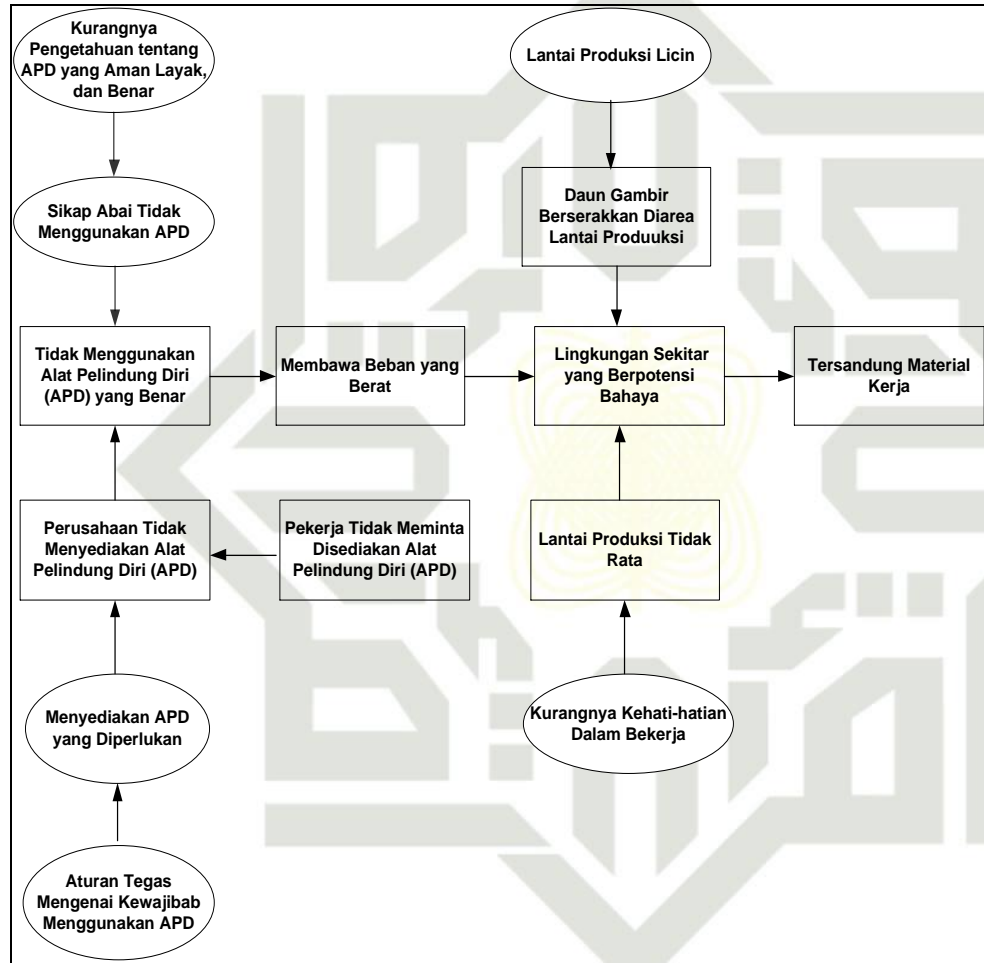 Kurangnya
Pengetahuan tentang
APD yang Aman Layak,
dan Benar
Lantai Produksi Licin
Sikap Abai Tidak
Menggunakan APD
Daun Gambir
Berserakkan Diarea
Lantai Produuksi
Tidak Menggunakan
Alat Pelindung Diri
(APD) yang Benar
Membawa Beban yang
Berat
Lingkungan Sekitar
yang Berpotensi
Bahaya
Tersandung Material
Kerja
Perusahaan Tidak
Menyediakan Alat
Pelindung Diri (APD)
Pekerja Tidak Meminta
Disediakan Alat
Pelindung Diri (APD)
Lantai Produksi Tidak
Rata
Menyediakan APD
yang Diperlukan
Kurangnya Kehati-hatian
Dalam Bekerja
Aturan Tegas
Mengenai Kewajibab
Menggunakan APD